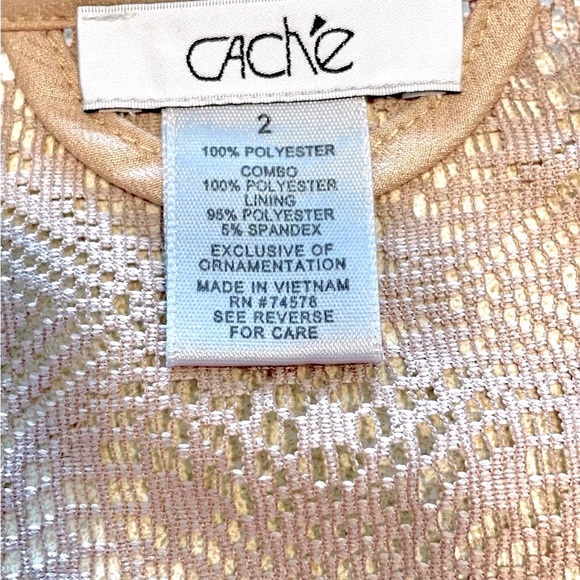 CACHé
2
100% POLYESTER
COMBO
100% POLYESTER
LINING
95% POLYESTER
5% SPANDEX
EXCLUSIVE OF
ORNAMENTATION
MADE IN VIETNAM
RN #74578
SEE REVERSE
FOR CARE